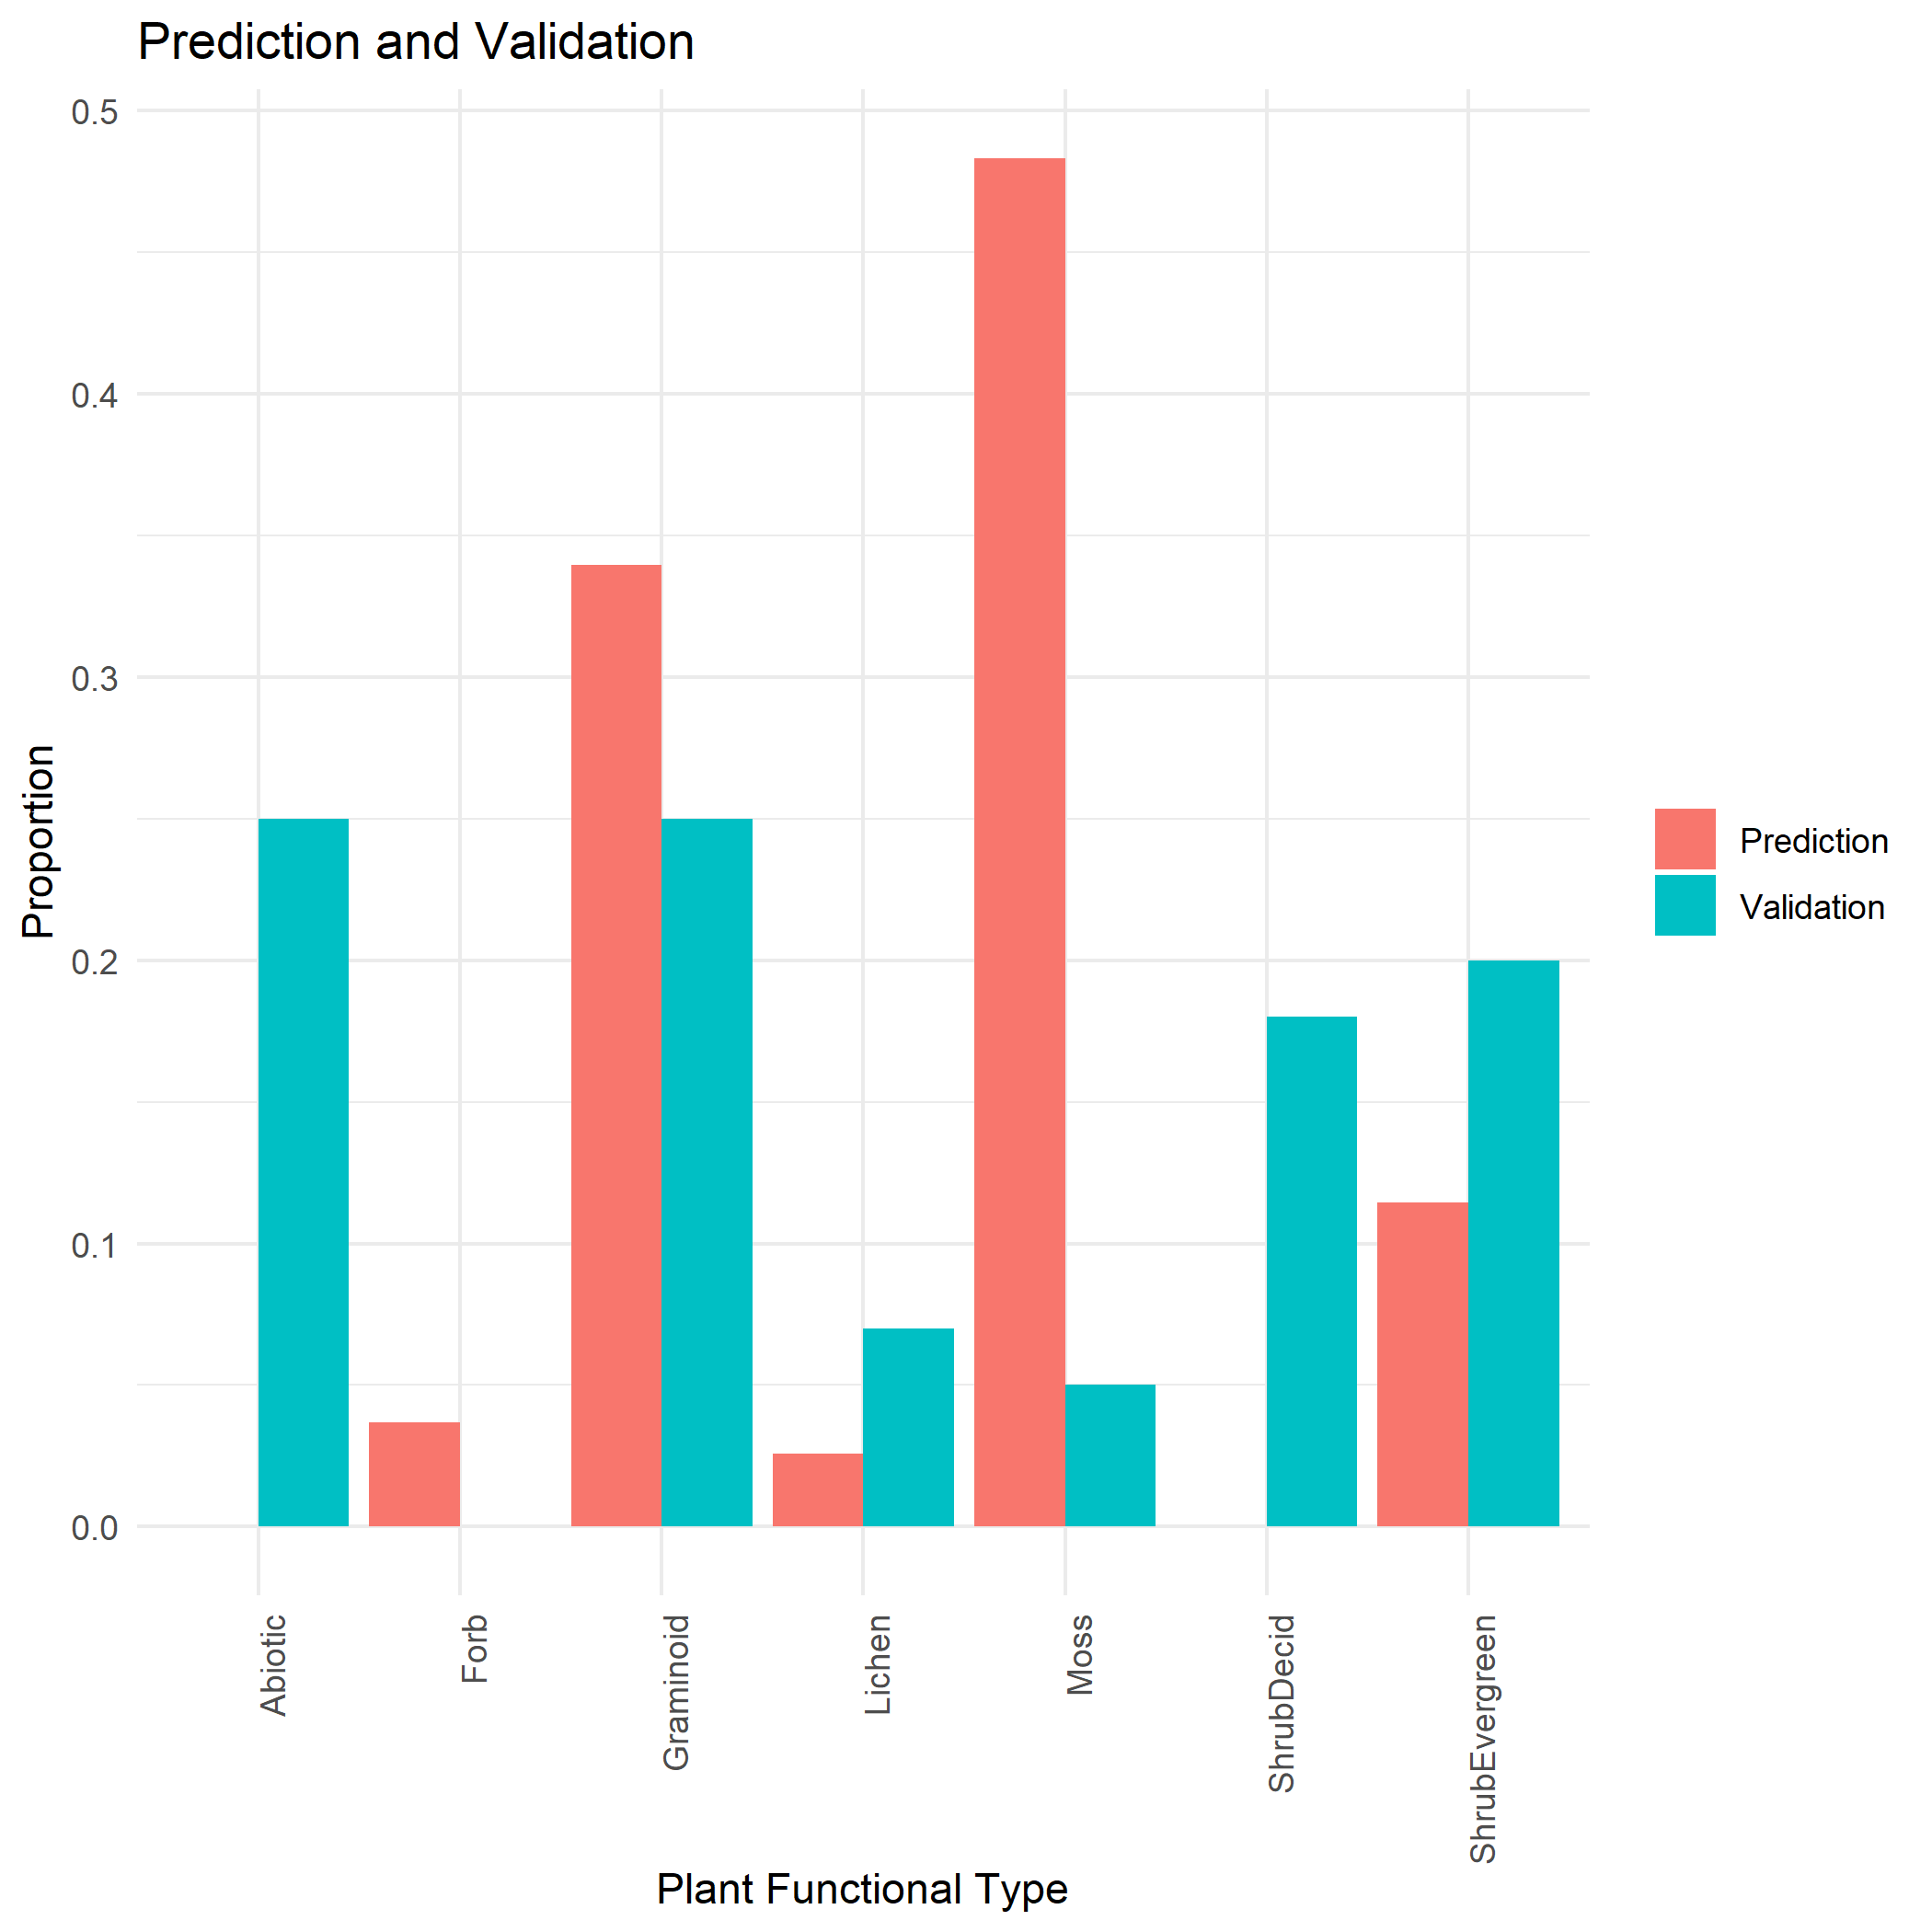 Prediction and Validation
0.5
0.4
0.3
0.2
0.1
0.0
Proportion
Abiotic
Forb
Graminoid
Lichen
Moss
ShrubDecid
ShrubEvergreen
Plant Functional Type
Prediction
Validation